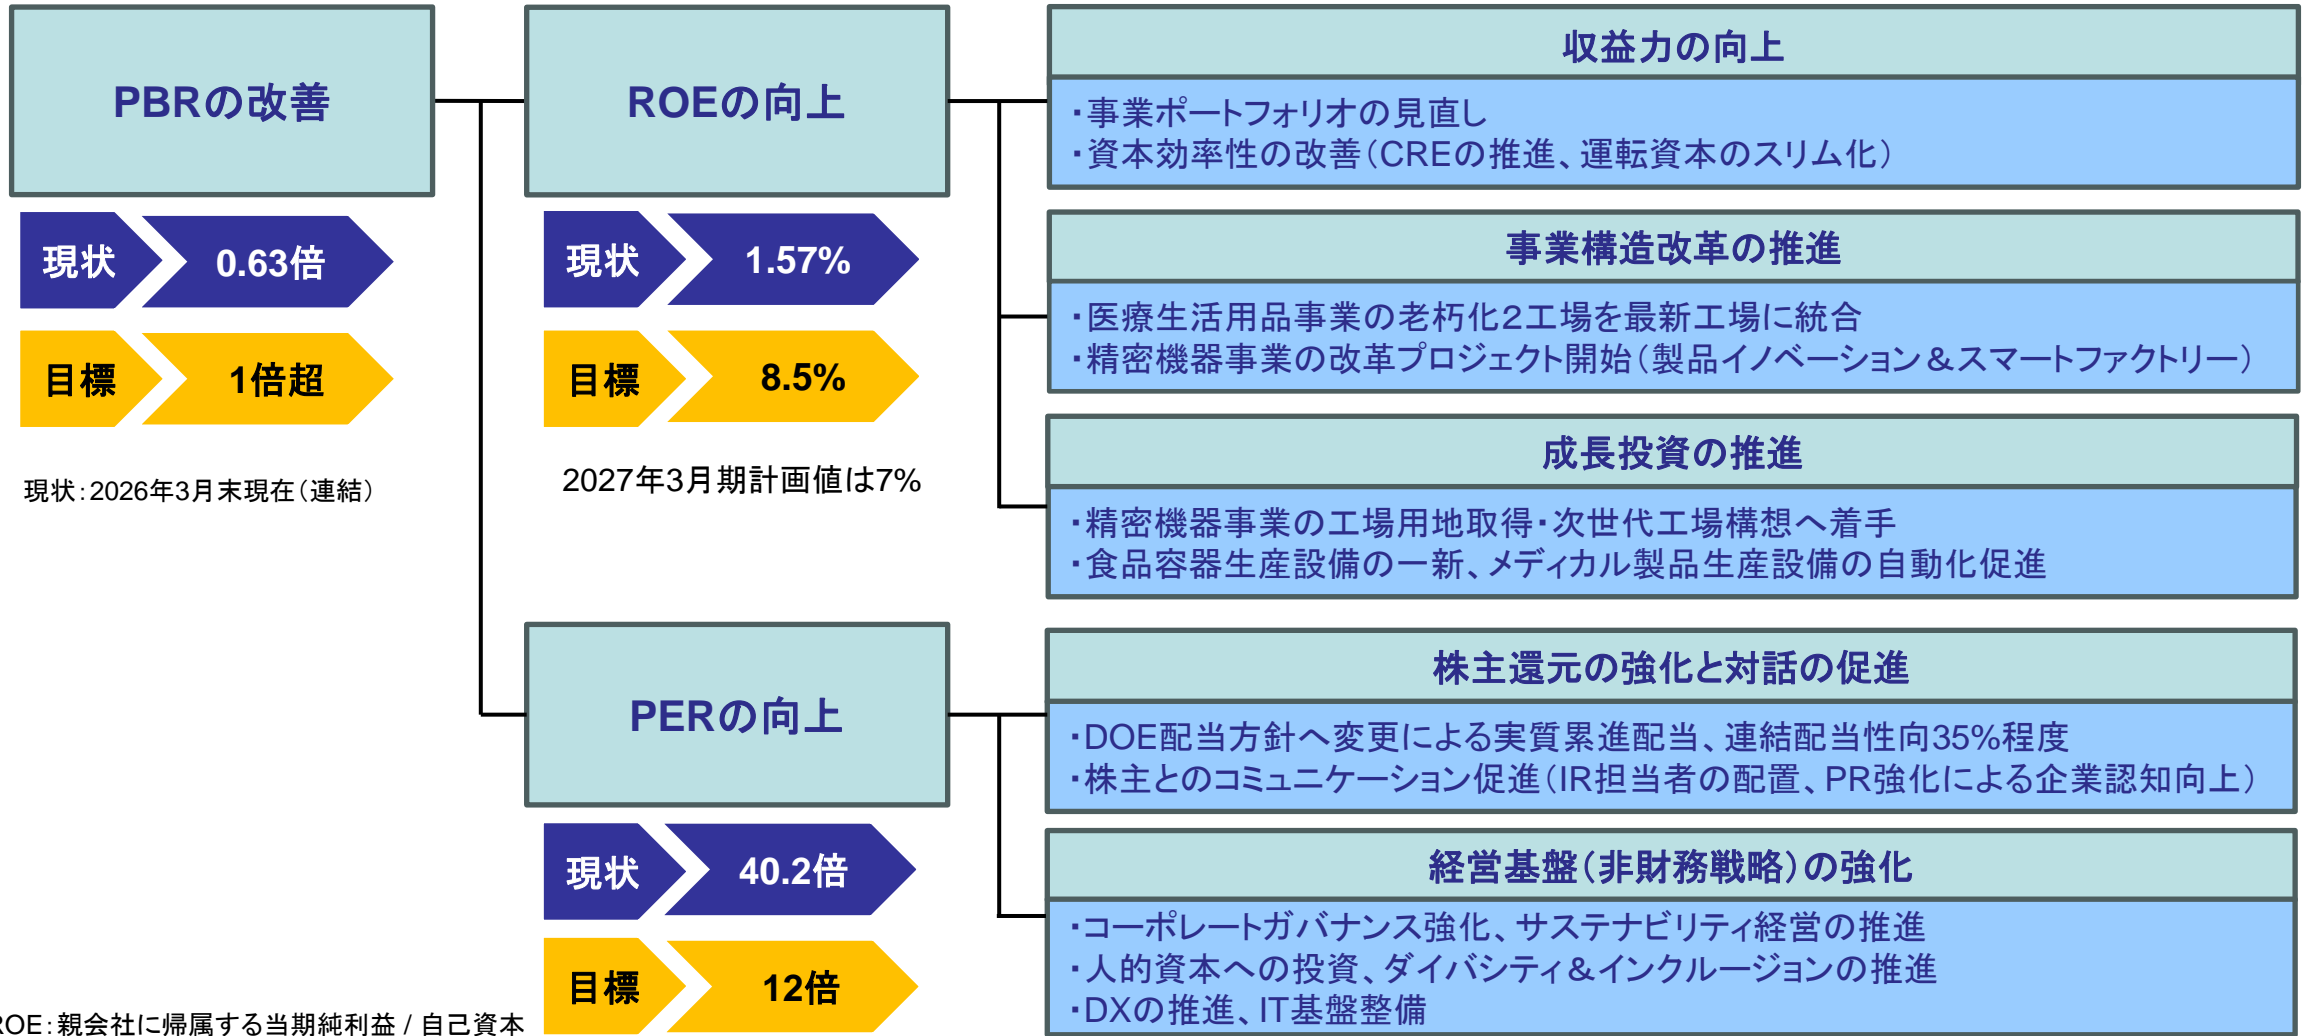 PBRの改善
現状
0.63倍
目標
1倍超
現状：2026年3月末現在（連結）
ROEの向上
現状
1.57%
目標
8.5%
2027年3月期計画値は7%
収益力の向上
・事業ポートフォリオの見直し
・資本効率性の改善（CREの推進、運転資本のスリム化）
事業構造改革の推進
・医療生活用品事業の老朽化２工場を最新工場に統合
・精密機器事業の改革プロジェクト開始（製品イノベーション＆スマートファクトリー）
成長投資の推進
・精密機器事業の工場用地取得・次世代工場構想へ着手
・食品容器生産設備の一新、メディカル製品生産設備の自動化促進
PERの向上
現状
40.2倍
目標
12倍
株主還元の強化と対話の促進
・DOE配当方針へ変更による実質累進配当、連結配当性向35%程度
・株主とのコミュニケーション促進（IR担当者の配置、PR強化による企業認知向上）
経営基盤（非財務戦略）の強化
・コーポレートガバナンス強化、サステナビリティ経営の推進
・人的資本への投資、ダイバシティ＆インクルージョンの推進
・DXの推進、IT基盤整備
ROE：親会社に帰属する当期純利益 / 自己資本